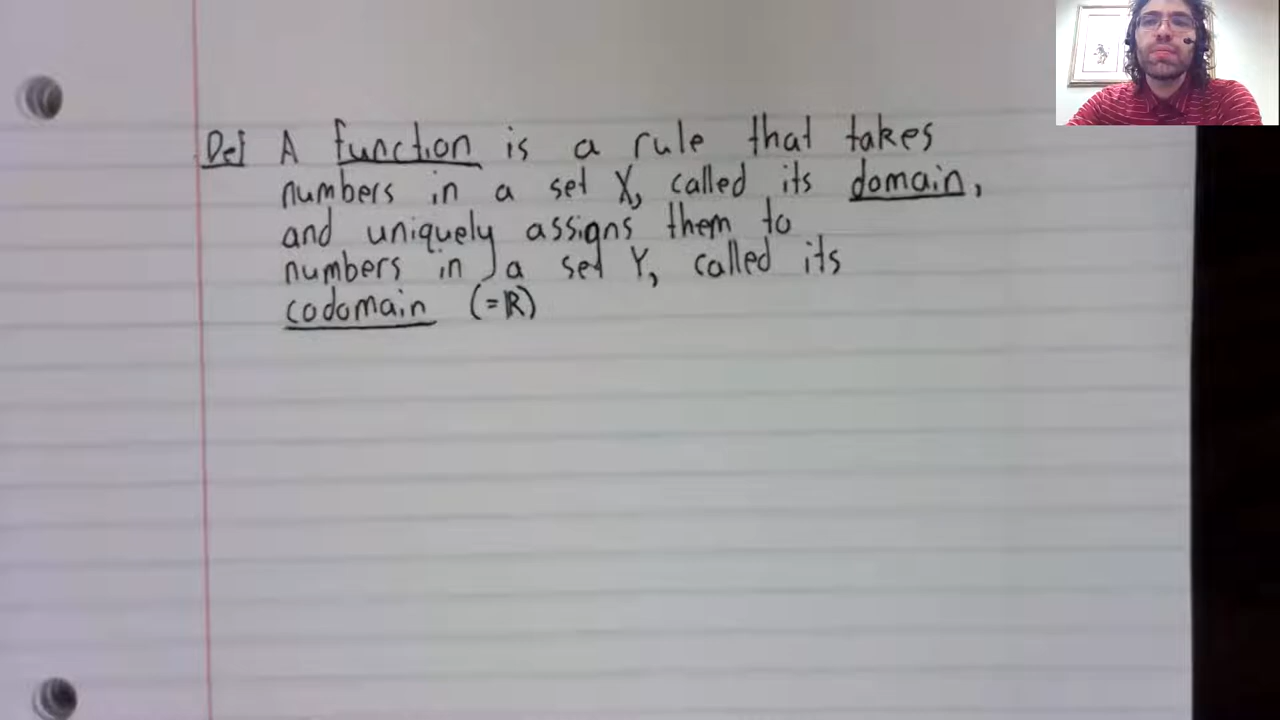 Def A function is a rule that takes
numbers in a set X, called its domain,
and uniquely assigns them to
numbers in a set Y, called its
codomain (=ℝ)